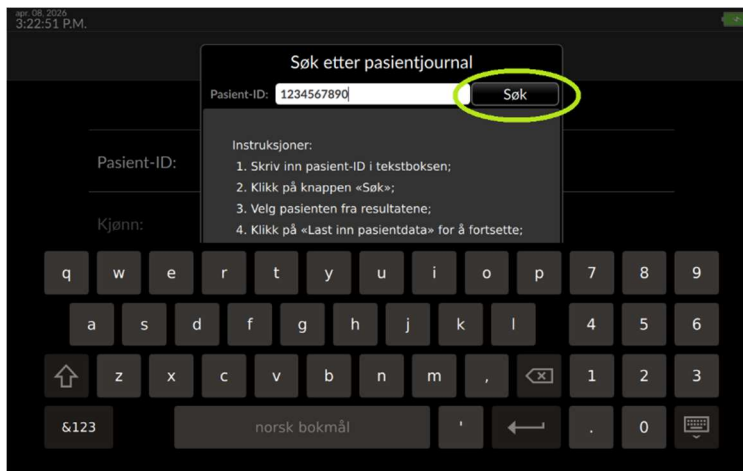 apr. 08, 2026
3:22:51 P.M.
Søk etter pasientjournal
Pasient-ID: 1234567890 Søk
Instruksjoner:
1. Skriv inn pasient-ID i tekstboksen;
2. Klikk på knappen «Søk»;
3. Velg pasienten fra resultatene;
4. Klikk på «Last inn pasientdata» for å fortsette;
Pasient-ID:
Kjønn:
q w e r t y u i o p 7 8 9
a s d f g h j k l 4 5 6
z x c v b n m , 1 2 3
&123 norsk bokmål ' . 0